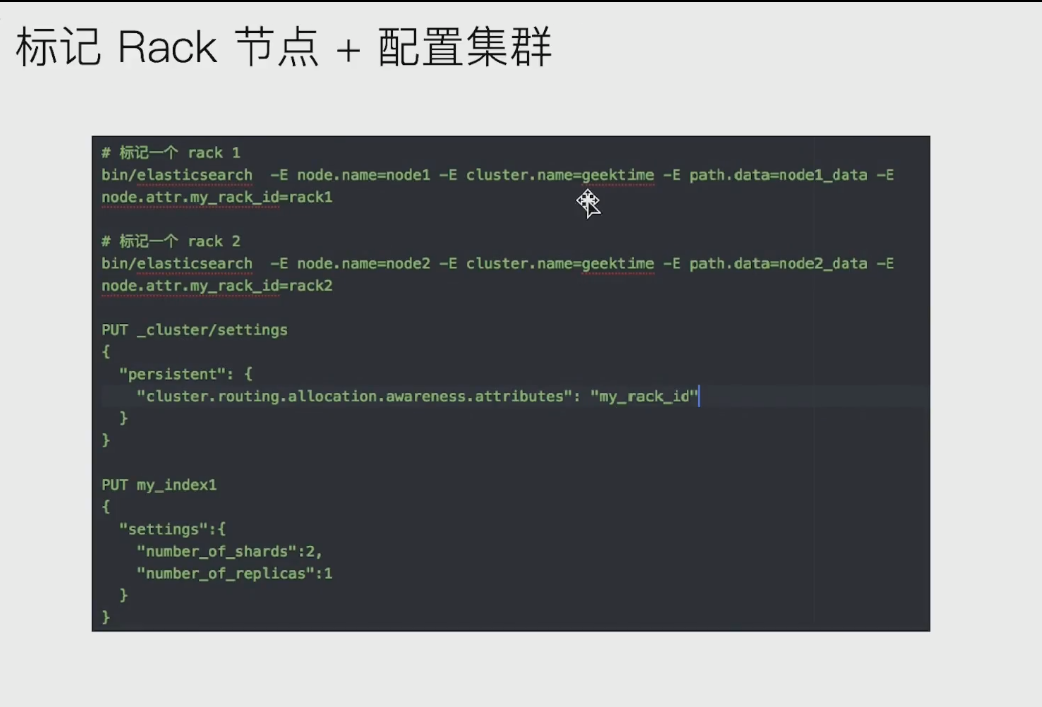 标记 Rack 节点 + 配置集群
# 标记一个 rack 1
bin/elasticsearch  -E node.name=node1 -E cluster.name=geektime -E path.data=node1_data -E
node.attr.my_rack_id=rack1
# 标记一个 rack 2
bin/elasticsearch  -E node.name=node2 -E cluster.name=geektime -E path.data=node2_data -E
node.attr.my_rack_id=rack2
PUT _cluster/settings
{
  "persistent": {
    "cluster.routing.allocation.awareness.attributes": "my_rack_id"
  }
}
PUT my_index1
{
  "settings":{
    "number_of_shards":2,
    "number_of_replicas":1
  }
}